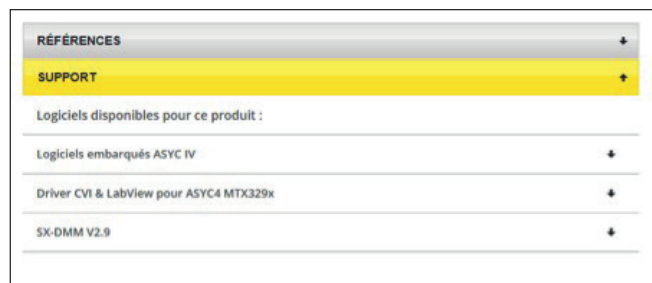 RÉFÉRENCES
SUPPORT
Logiciels disponibles pour ce produit :
Logiciels embarqués ASYC IV
Driver CVI & LabView pour ASYC4 MTX329x
SX-DMM V2.9